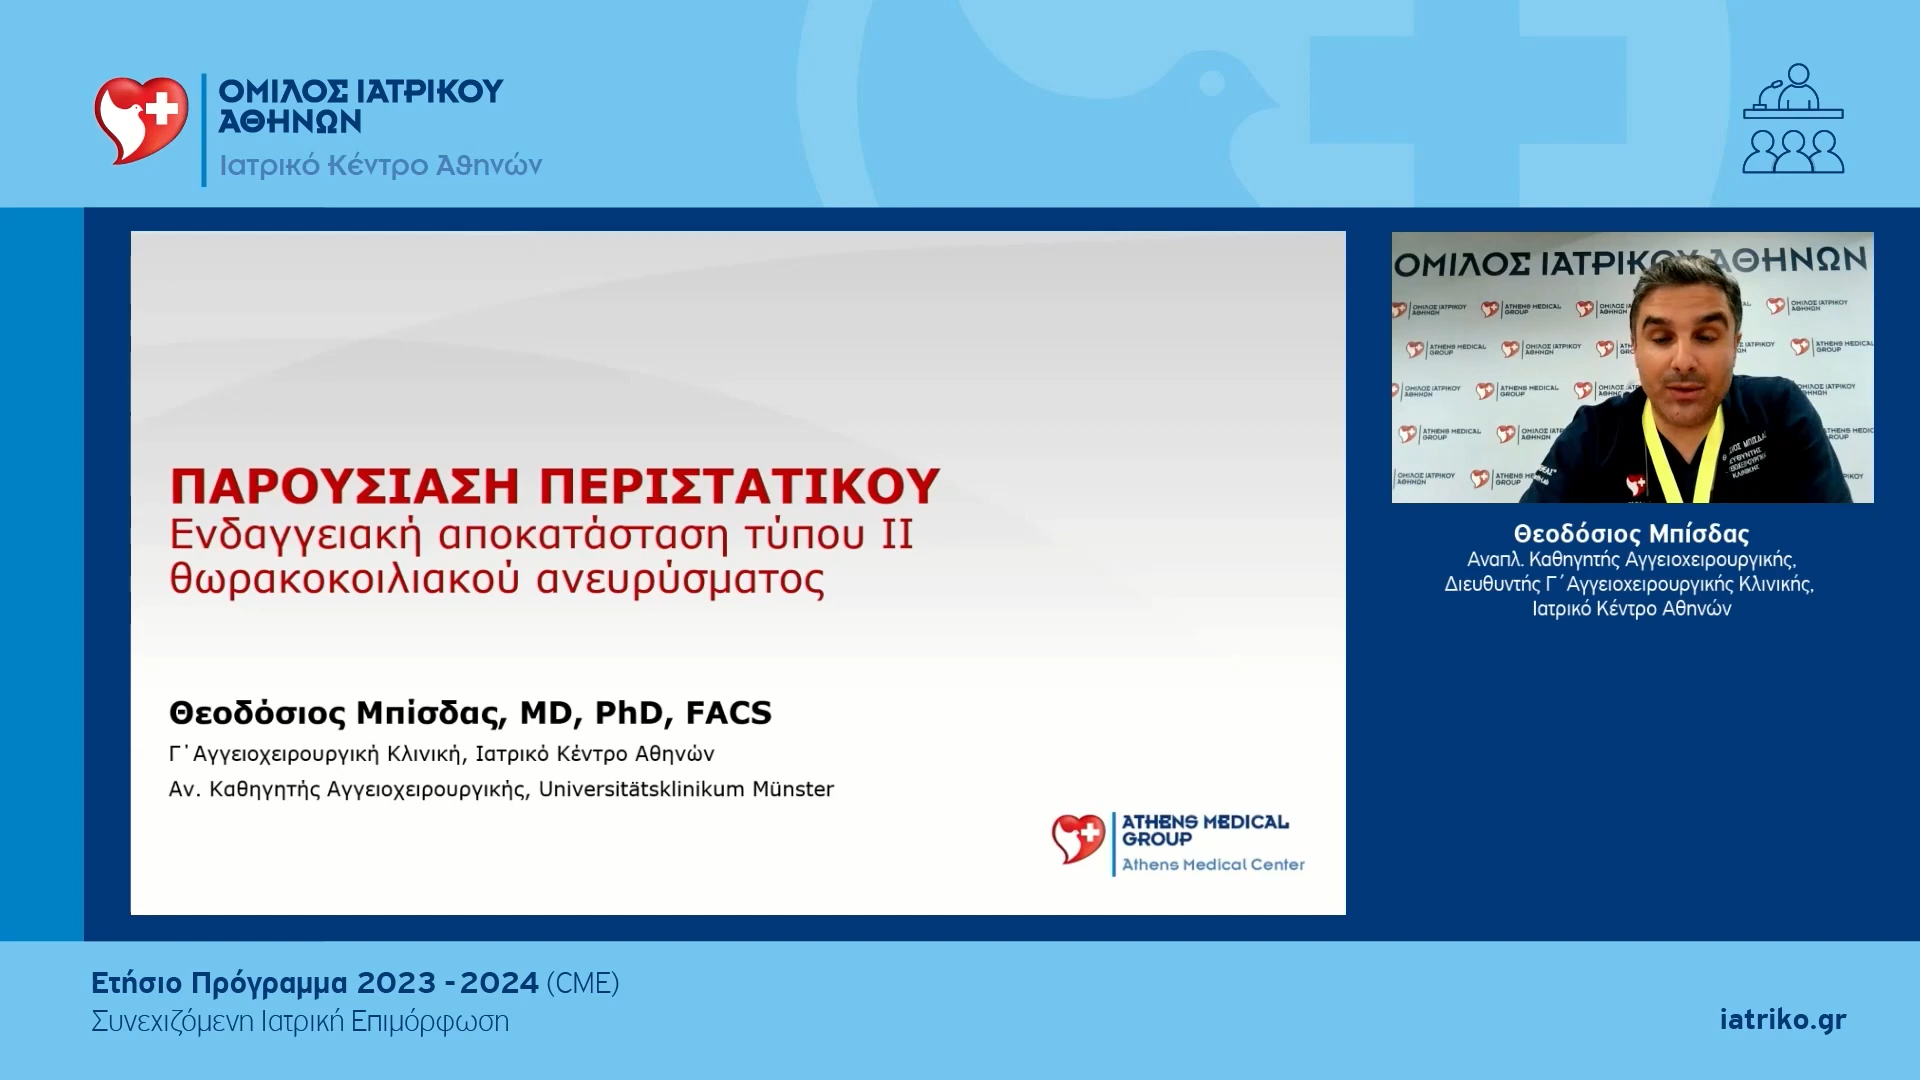 ΟΜΙΛΟΣ ΙΑΤΡΙΚΟΥ
ΑΘΗΝΩΝ
Ιατρικό Κέντρο Αθηνών
ΠΑΡΟΥΣΙΑΣΗ ΠΕΡΙΣΤΑΤΙΚΟΥ
Ενδαγγειακή αποκατάσταση τύπου ΙΙ
θωρακοκοιλιακού ανευρύσματος
Θεοδόσιος Μπίσδας, MD, PhD, FACS
Γ΄Αγγειοχειρουργική Κλινική, Ιατρικό Κέντρο Αθηνών
Αν. Καθηγητής Αγγειοχειρουργικής, Universitätsklinikum Münster
ATHENS MEDICAL
GROUP
Athens Medical Center
ΟΜΙΛΟΣ ΙΑΤΡΙΚΟΥ ΑΘΗΝΩΝ
Θεοδόσιος Μπίσδας
Αναπλ. Καθηγητής Αγγειοχειρουργικής,
Διευθυντής Γ΄Αγγειοχειρουργικής Κλινικής,
Ιατρικό Κέντρο Αθηνών
Ετήσιο Πρόγραμμα 2023 - 2024 (CME)
Συνεχιζόμενη Ιατρική Επιμόρφωση
iatriko.gr